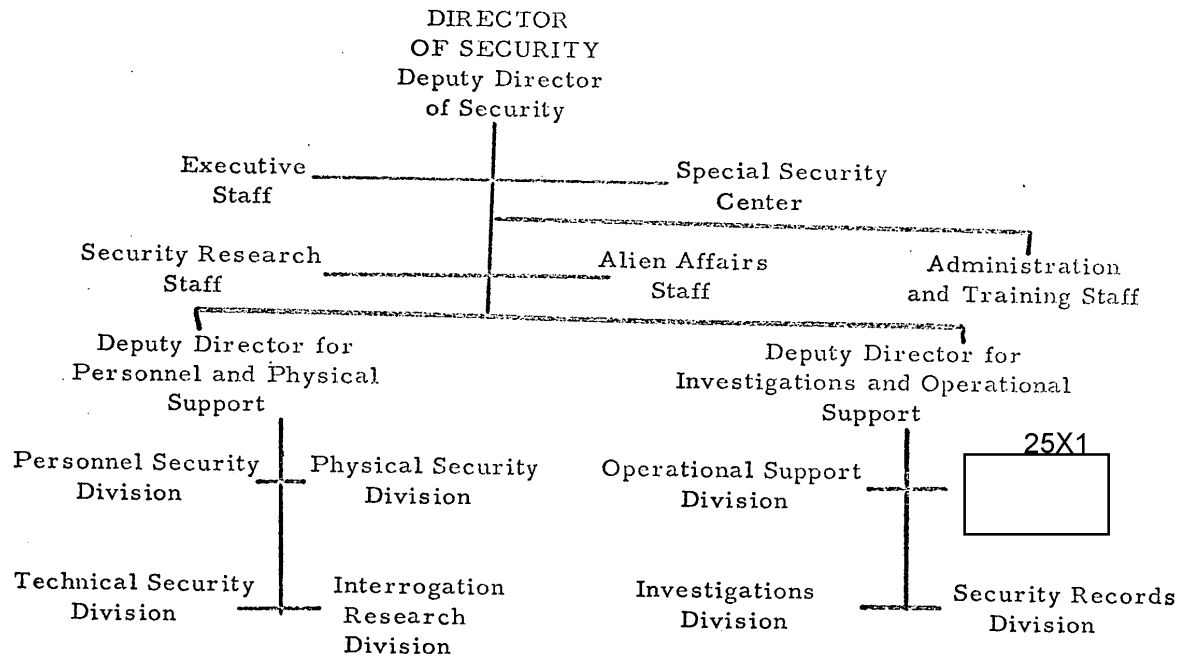 DIRECTOR
OF SECURITY
Deputy Director
of Security
Executive
Staff
Special Security
Center
Security Research
Staff
Alien Affairs
Staff
Administration
and Training Staff
Deputy Director for
Personnel and Physical
Support
Deputy Director for
Investigations and Operational
Support
Personnel Security
Division
Physical Security
Division
Operational Support
Division
25X1
Technical Security
Division
Interrogation
Research
Division
Investigations
Division
Security Records
Division